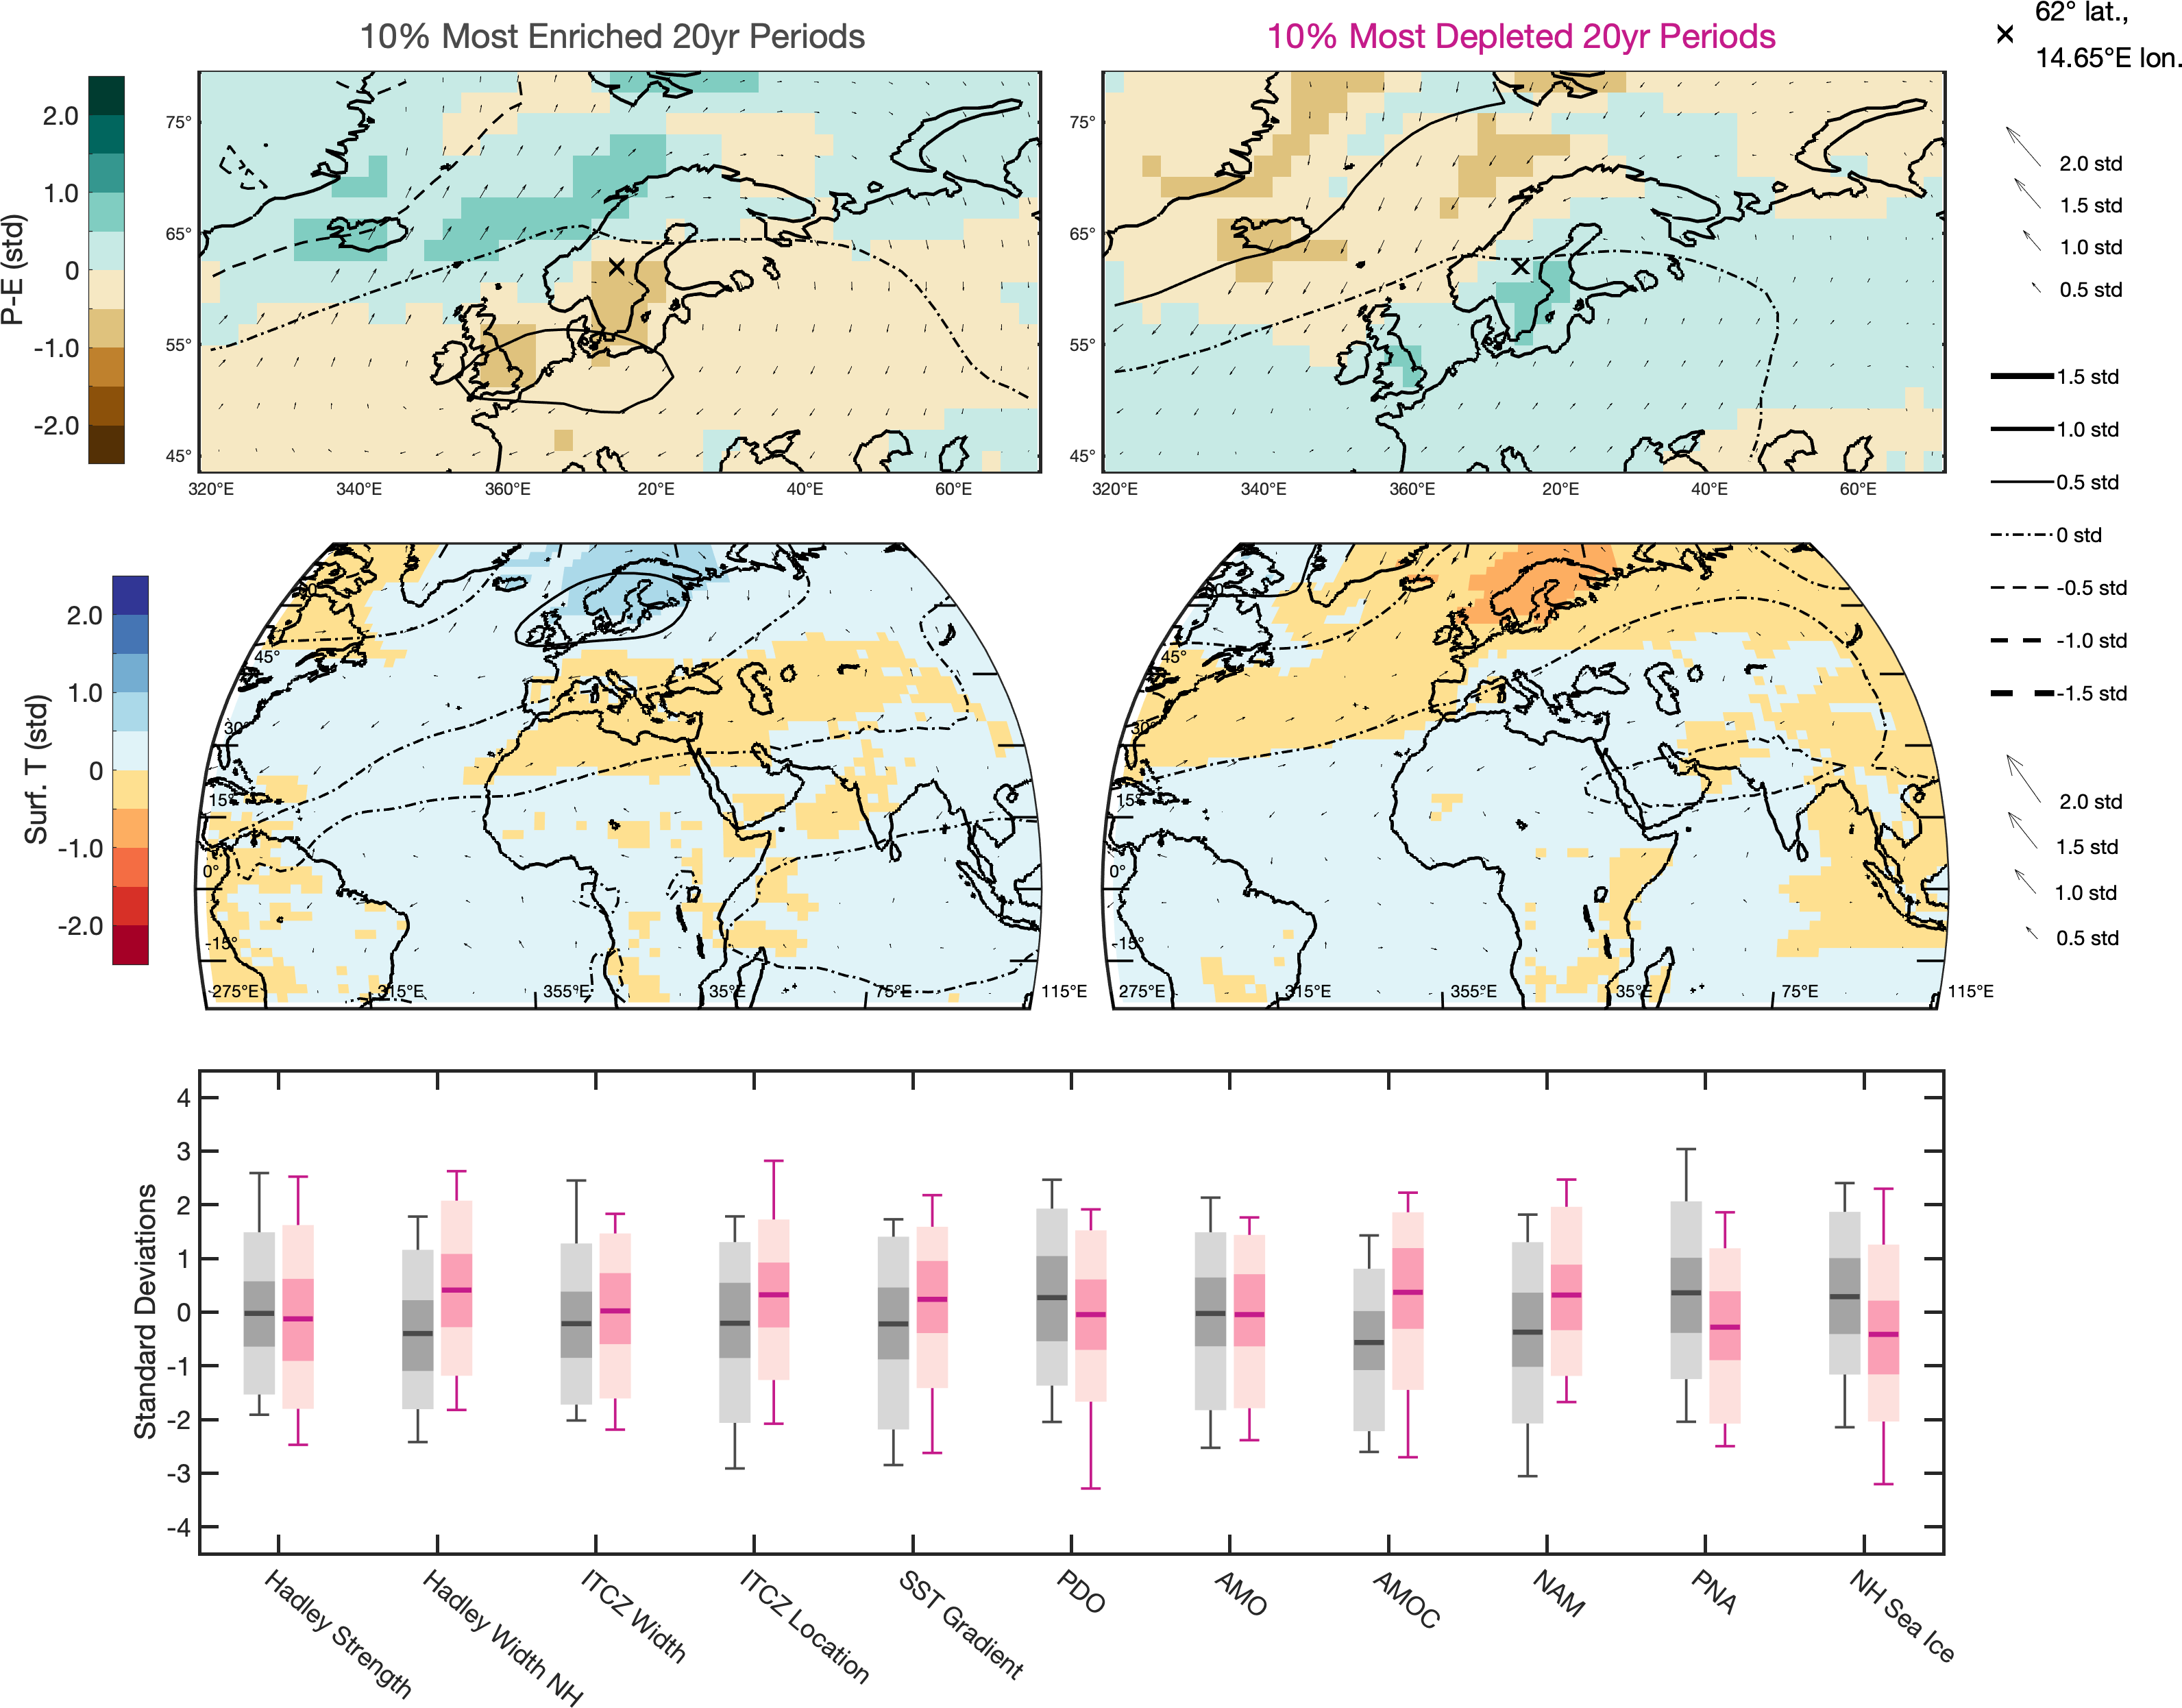 10% Most Enriched 20yr Periods
10% Most Depleted 20yr Periods
62° lat.,
14.65°E lon.
P-E (std)
2.0
1.0
0
-1.0
-2.0
75°
65°
55°
45°
320°E 340°E 360°E 20°E 40°E 60°E
75°
65°
55°
45°
320°E 340°E 360°E 20°E 40°E 60°E
2.0 std
1.5 std
1.0 std
0.5 std
1.5 std
1.0 std
0.5 std
0 std
-0.5 std
-1.0 std
-1.5 std
Surf. T (std)
2.0
1.0
0
-1.0
-2.0
45°
30°
15°
0°
-15°
275°E 315°E 355°E 35°E 75°E 115°E
45°
30°
15°
0°
-15°
275°E 315°E 355°E 35°E 75°E 115°E
2.0 std
1.5 std
1.0 std
0.5 std
Standard Deviations
4
3
2
1
0
-1
-2
-3
-4
Hadley Strength
Hadley Width NH
ITCZ Width
ITCZ Location
SST Gradient
PDO
AMO
AMOC
NAM
PNA
NH Sea Ice